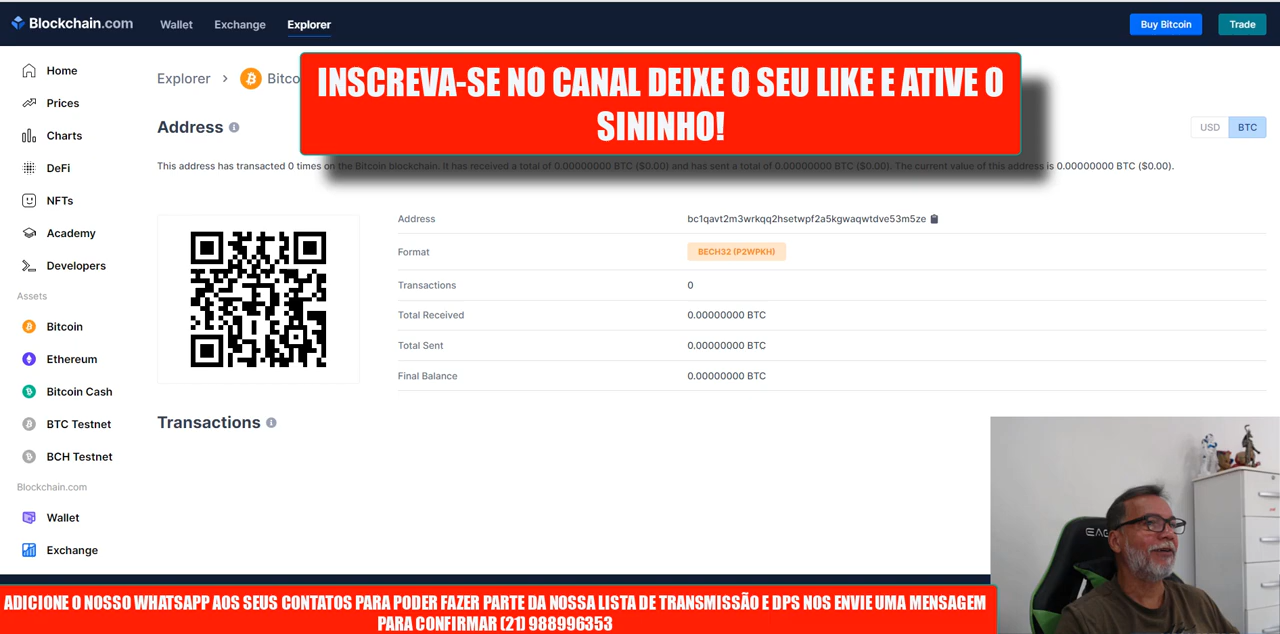 Blockchain.com Wallet Exchange Explorer Buy Bitcoin Trade
Home
Prices
Charts
DeFi
NFTs
Academy
Developers
Assets
Bitcoin
Ethereum
Bitcoin Cash
BTC Testnet
BCH Testnet
Blockchain.com
Wallet
Exchange
Explorer > Bitco
INSCREVA-SE NO CANAL DEIXE O SEU LIKE E ATIVE O
SININHO!
Address
USD BTC
This address has transacted 0 times on the Bitcoin blockchain. It has received a total of 0.00000000 BTC ($0.00) and has sent a total of 0.00000000 BTC ($0.00). The current value of this address is 0.00000000 BTC ($0.00).
Address bc1qavt2m3wrkqq2hsetwpf2a5kgwaqwtdve53m5ze
Format BECH32 (P2WPKH)
Transactions 0
Total Received 0.00000000 BTC
Total Sent 0.00000000 BTC
Final Balance 0.00000000 BTC
Transactions
ADICIONE O NOSSO WHATSAPP AOS SEUS CONTATOS PARA PODER FAZER PARTE DA NOSSA LISTA DE TRANSMISSÃO E DPS NOS ENVIE UMA MENSAGEM
PARA CONFIRMAR (21) 988996353